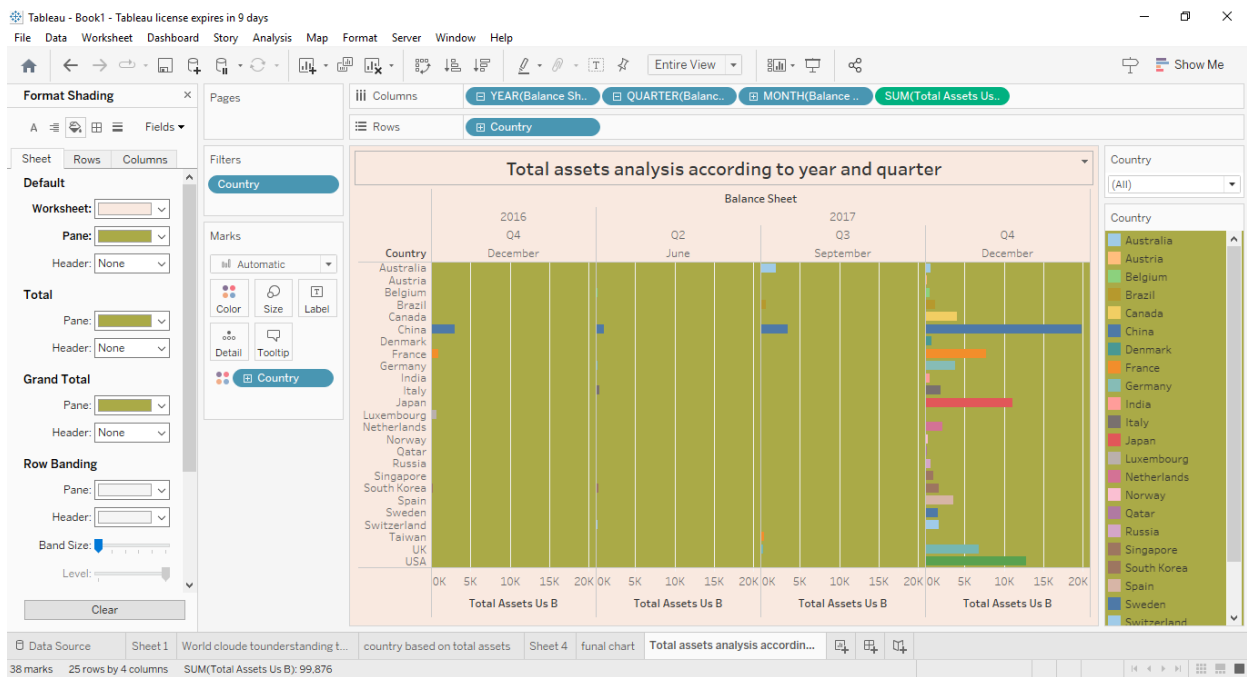 Tableau - Book1 - Tableau license expires in 9 days
File Data Worksheet Dashboard Story Analysis Map Format Server Window Help
Entire View
Show Me
Format Shading
Fields
Sheet Rows Columns
Default
Worksheet:
Pane:
Header: None
Total
Pane:
Header: None
Grand Total
Pane:
Header: None
Row Banding
Pane:
Header:
Band Size:
Level:
Clear
Pages
Filters
Country
Marks
Automatic
Color Size Label
Detail Tooltip
Country
Columns YEAR(Balance Sh.. QUARTER(Balanc.. MONTH(Balance .. SUM(Total Assets Us..
Rows Country
Total assets analysis according to year and quarter
Balance Sheet
2016 2017
Q4 Q2 Q3 Q4
Country December June September December
Australia
Austria
Belgium
Brazil
Canada
China
Denmark
France
Germany
India
Italy
Japan
Luxembourg
Netherlands
Norway
Qatar
Russia
Singapore
South Korea
Spain
Sweden
Switzerland
Taiwan
UK
USA
0K 5K 10K 15K 20K 0K 5K 10K 15K 20K 0K 5K 10K 15K 20K 0K 5K 10K 15K 20K
Total Assets Us B Total Assets Us B Total Assets Us B Total Assets Us B
Country
(All)
Country
Australia
Austria
Belgium
Brazil
Canada
China
Denmark
France
Germany
India
Italy
Japan
Luxembourg
Netherlands
Norway
Qatar
Russia
Singapore
South Korea
Spain
Sweden
Switzerland
Data Source Sheet 1 World cloude tounderstanding t... country based on total assets Sheet 4 funal chart Total assets analysis accordin...
38 marks 25 rows by 4 columns SUM(Total Assets Us B): 99,876